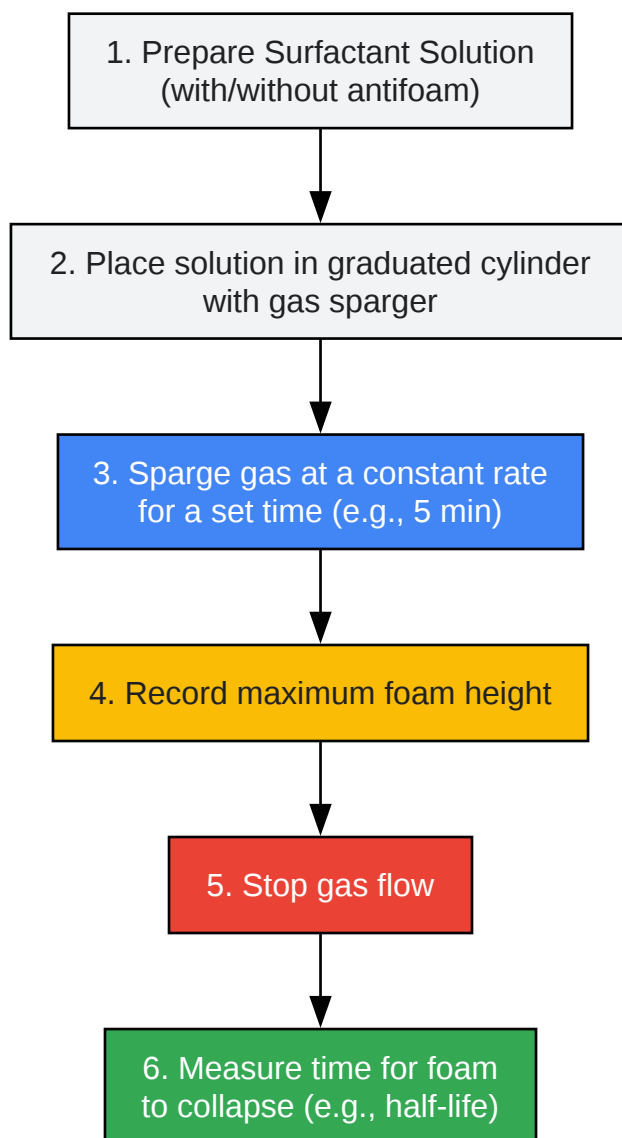 1. Prepare Surfactant Solution
(with/without antifoam)
2. Place solution in graduated cylinder
with gas sparger
3. Sparge gas at a constant rate
for a set time (e.g., 5 min)
4. Record maximum foam height
5. Stop gas flow
6. Measure time for foam
to collapse (e.g., half-life)